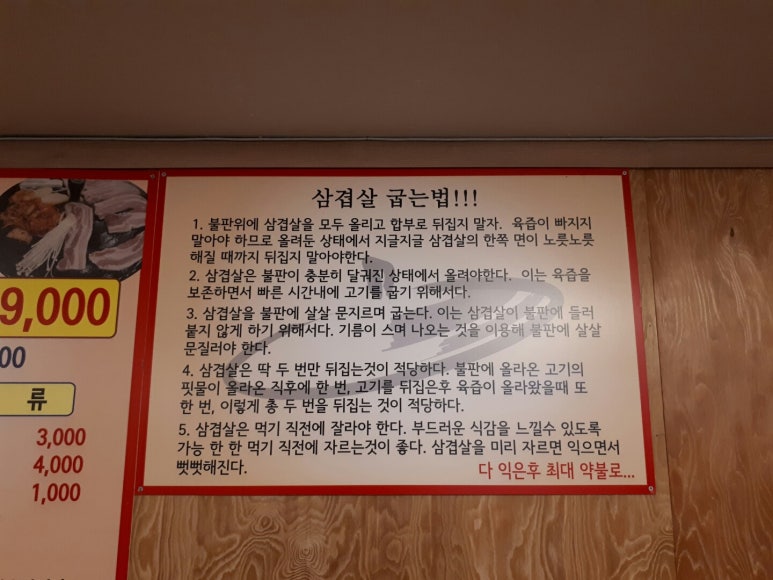 삼겹살 굽는법!!!
1. 불판위에 삼겹살을 모두 올리고 함부로 뒤집지 말자. 육즙이 빠지지
말아야 하므로 올려둔 상태에서 지글지글 삼겹살의 한쪽 면이 노릇노릇
해질 때까지 뒤집지 말아야한다.
2. 삼겹살은 불판이 충분히 달궈진 상태에서 올려야한다. 이는 육즙을
보존하면서 빠른 시간내에 고기를 굽기 위해서다.
3. 삼겹살을 불판에 살살 문지르며 굽는다. 이는 삼겹살이 불판에 들러
붙지 않게 하기 위해서다. 기름이 스며 나오는 것을 이용해 불판에 살살
문질러야 한다.
4. 삼겹살은 딱 두 번만 뒤집는것이 적당하다. 불판에 올라온 고기의
핏물이 올라온 직후에 한 번, 고기를 뒤집은후 육즙이 올라왔을때 또
한 번, 이렇게 총 두 번을 뒤집는 것이 적당하다.
5. 삼겹살은 먹기 직전에 잘라야 한다. 부드러운 식감을 느낄수 있도록
가능 한 한 먹기 직전에 자르는것이 좋다. 삼겹살을 미리 자르면 익으면서
뻣뻣해진다.
다 익은후 최대 약불로...
9,000
00
류
3,000
4,000
1,000